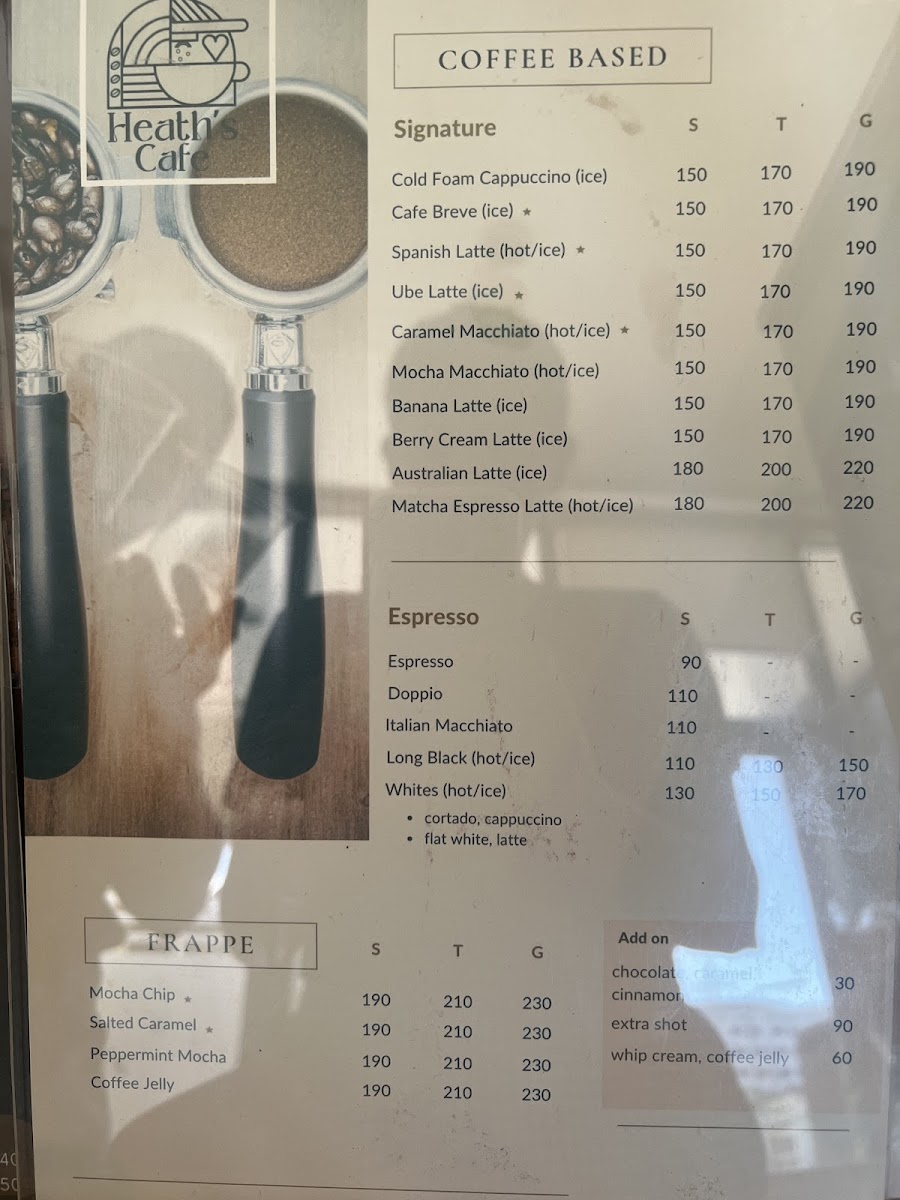 Heath's
Cafe
COFFEE BASED
Signature S T G
Cold Foam Cappuccino (ice) 150 170 190
Cafe Breve (ice) ★ 150 170 190
Spanish Latte (hot/ice) ★ 150 170 190
Ube Latte (ice) ★ 150 170 190
Caramel Macchiato (hot/ice) ★ 150 170 190
Mocha Macchiato (hot/ice) 150 170 190
Banana Latte (ice) 150 170 190
Berry Cream Latte (ice) 150 170 190
Australian Latte (ice) 180 200 220
Matcha Espresso Latte (hot/ice) 180 200 220
Espresso S T G
Espresso 90 - -
Doppio 110 - -
Italian Macchiato 110 - -
Long Black (hot/ice) 110 130 150
Whites (hot/ice) 130 150 170
• cortado, cappuccino
• flat white, latte
FRAPPE S T G
Mocha Chip ★ 190 210 230
Salted Caramel ★ 190 210 230
Peppermint Mocha 190 210 230
Coffee Jelly 190 210 230
Add on
chocolate, caramel,
cinnamon 30
extra shot 90
whip cream, coffee jelly 60